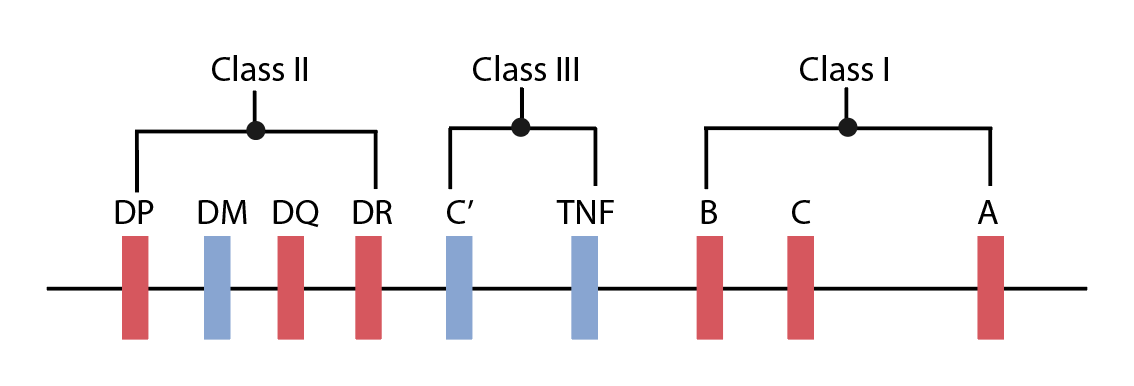 Class II Class III Class I
DP DM DQ DR C′ TNF B C A